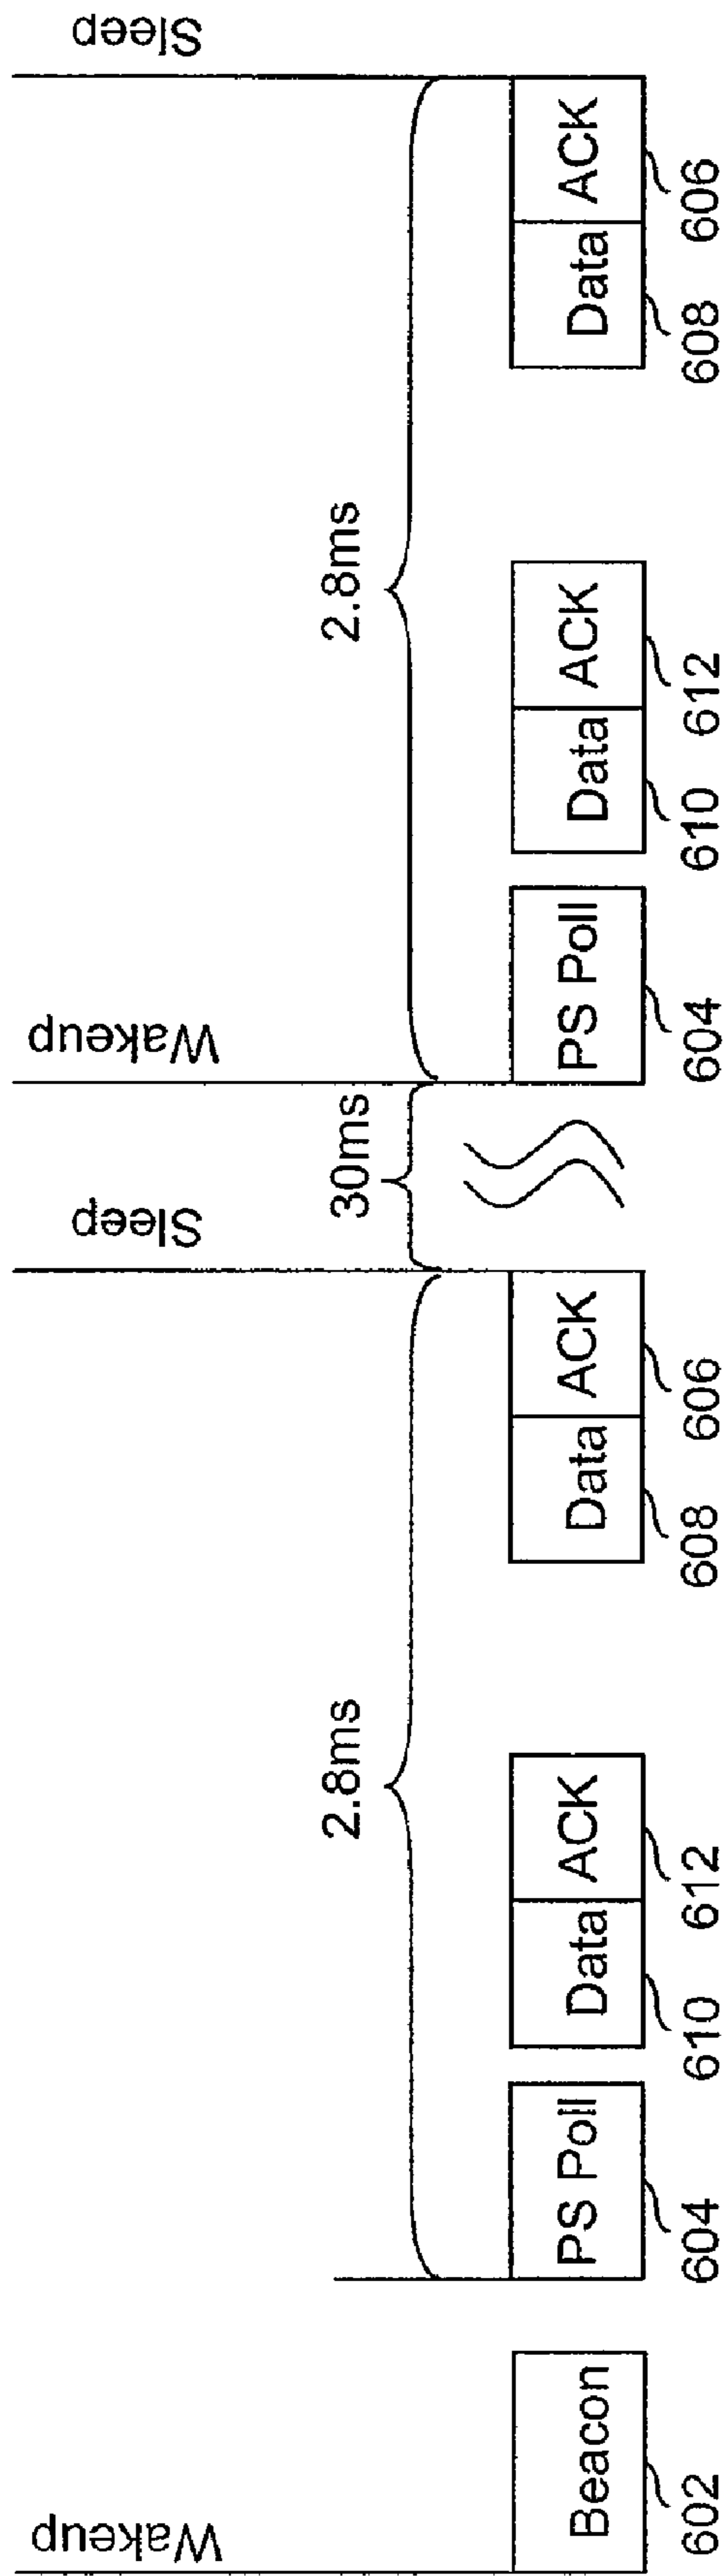 Wakeup
Sleep
Wakeup
Sleep
2.8ms
30ms
2.8ms
Beacon
PS Poll
Data
ACK
Data
ACK
PS Poll
Data
ACK
Data
ACK
602
604
610
612
608
606
604
610
612
608
606